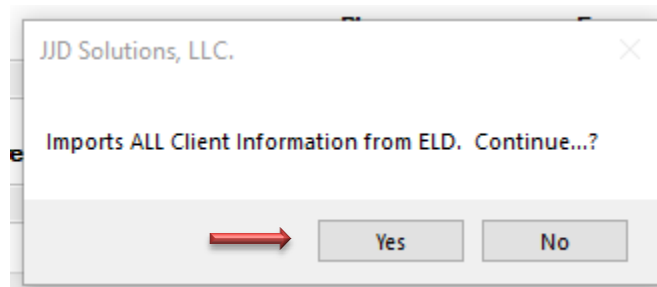 JJD Solutions, LLC.
Imports ALL Client Information from ELD.  Continue...?
Yes
No